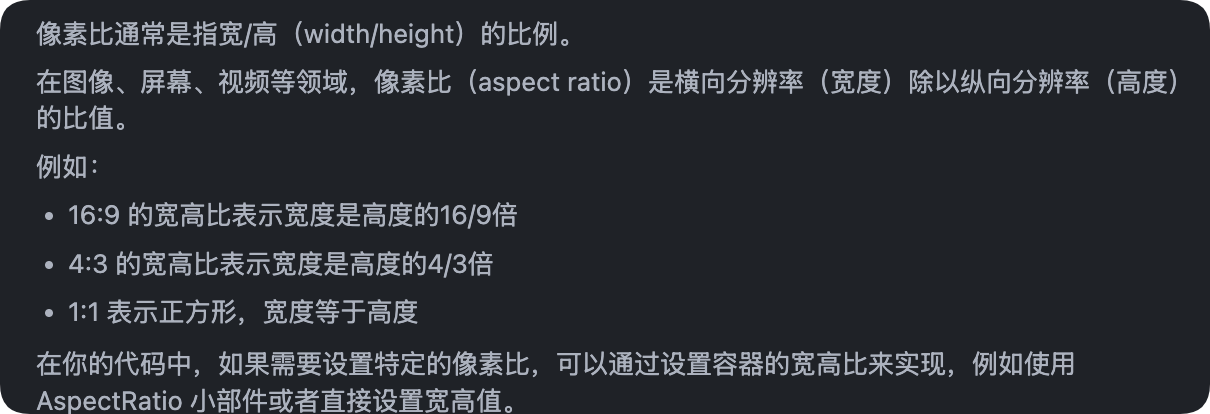 像素比通常是指宽/高（width/height）的比例。
在图像、屏幕、视频等领域，像素比（aspect ratio）是横向分辨率（宽度）除以纵向分辨率（高度）
的比值。
例如：
• 16:9 的宽高比表示宽度是高度的16/9倍
• 4:3 的宽高比表示宽度是高度的4/3倍
• 1:1 表示正方形，宽度等于高度
在你的代码中，如果需要设置特定的像素比，可以通过设置容器的宽高比来实现，例如使用
AspectRatio 小部件或者直接设置宽高值。